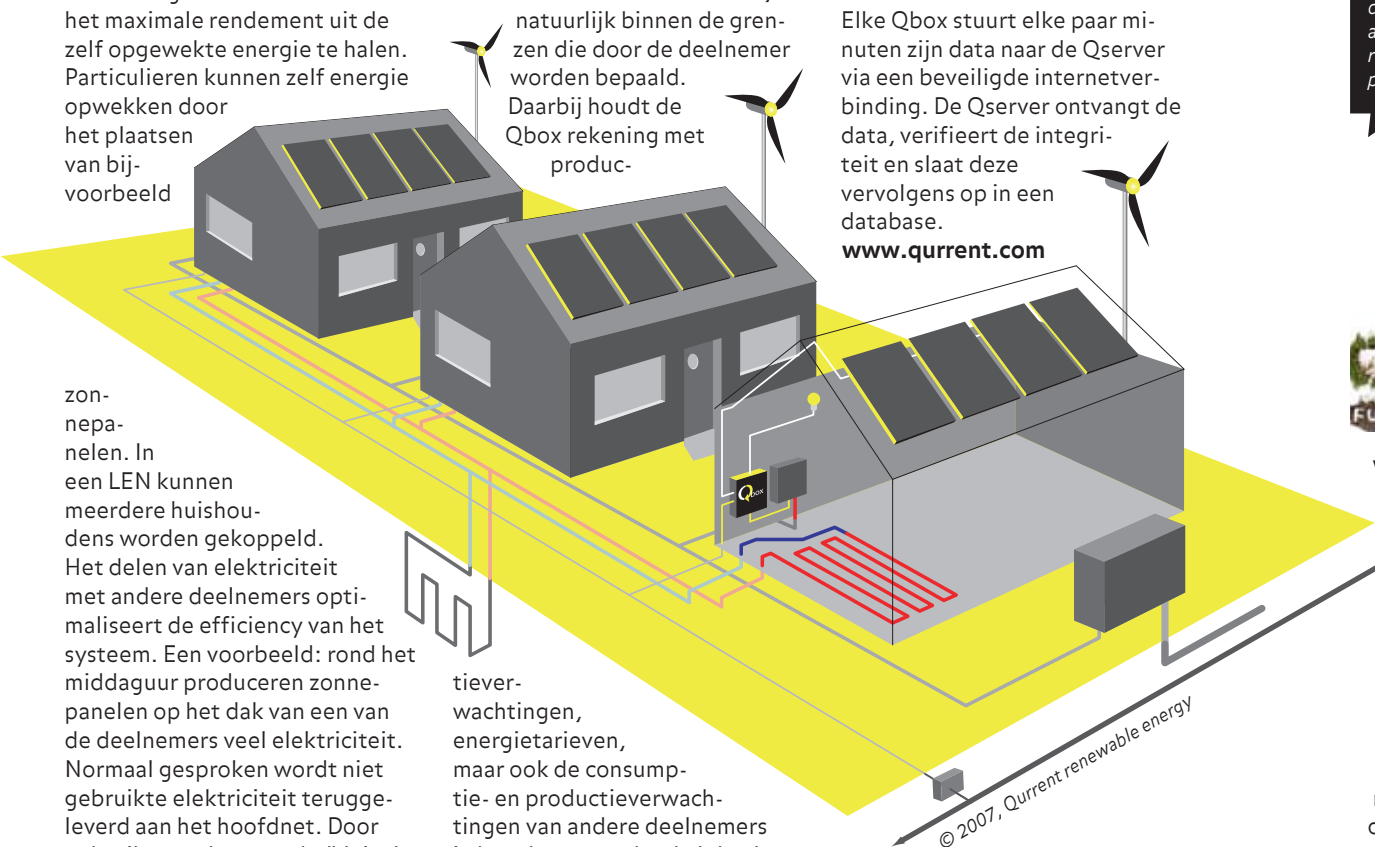 het maximale rendement uit de
zelf opgewekte energie te halen.
Particulieren kunnen zelf energie
opwekken door
het plaatsen
van bij-
voorbeeld
zon-
nepa-
nelen. In
een LEN kunnen
meerdere huishou-
dens worden gekoppeld.
Het delen van elektriciteit
met andere deelnemers opti-
maliseert de efficiency van het
systeem. Een voorbeeld: rond het
middaguur produceren zonne-
panelen op het dak van een van
de deelnemers veel elektriciteit.
Normaal gesproken wordt niet
gebruikte elektriciteit terugge-
leverd aan het hoofdnet. Door
natuurlijk binnen de gren-
zen die door de deelnemer
worden bepaald.
Daarbij houdt de
Qbox rekening met
produc-
tiever-
wachtingen,
energietarieven,
maar ook de consump-
tie- en productieverwach-
tingen van andere deelnemers
Elke Qbox stuurt elke paar mi-
nuten zijn data naar de Qserver
via een beveiligde internetver-
binding. De Qserver ontvangt de
data, verifieert de integri-
teit en slaat deze
vervolgens op in een
database.
www.qurrent.com
Qbox
© 2007, Qurrent renewable energy